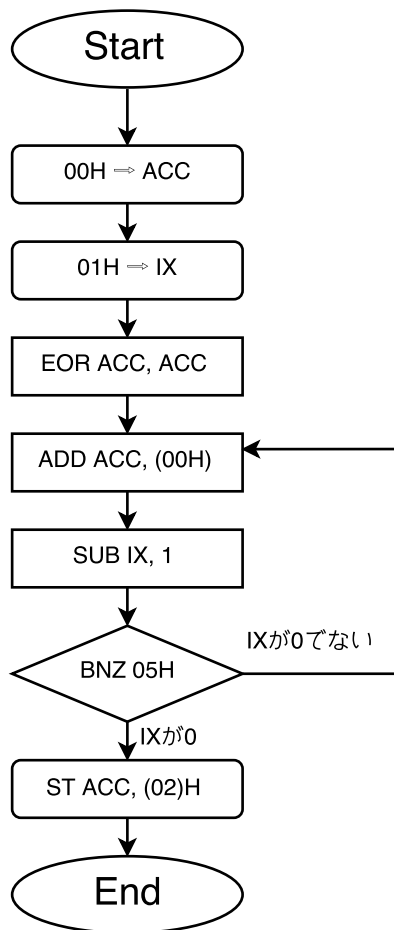 Start
00H ⇒ ACC
01H ⇒ IX
EOR ACC, ACC
ADD ACC, (00H)
SUB IX, 1
IXが0でない
BNZ 05H
IXが0
ST ACC, (02)H
End